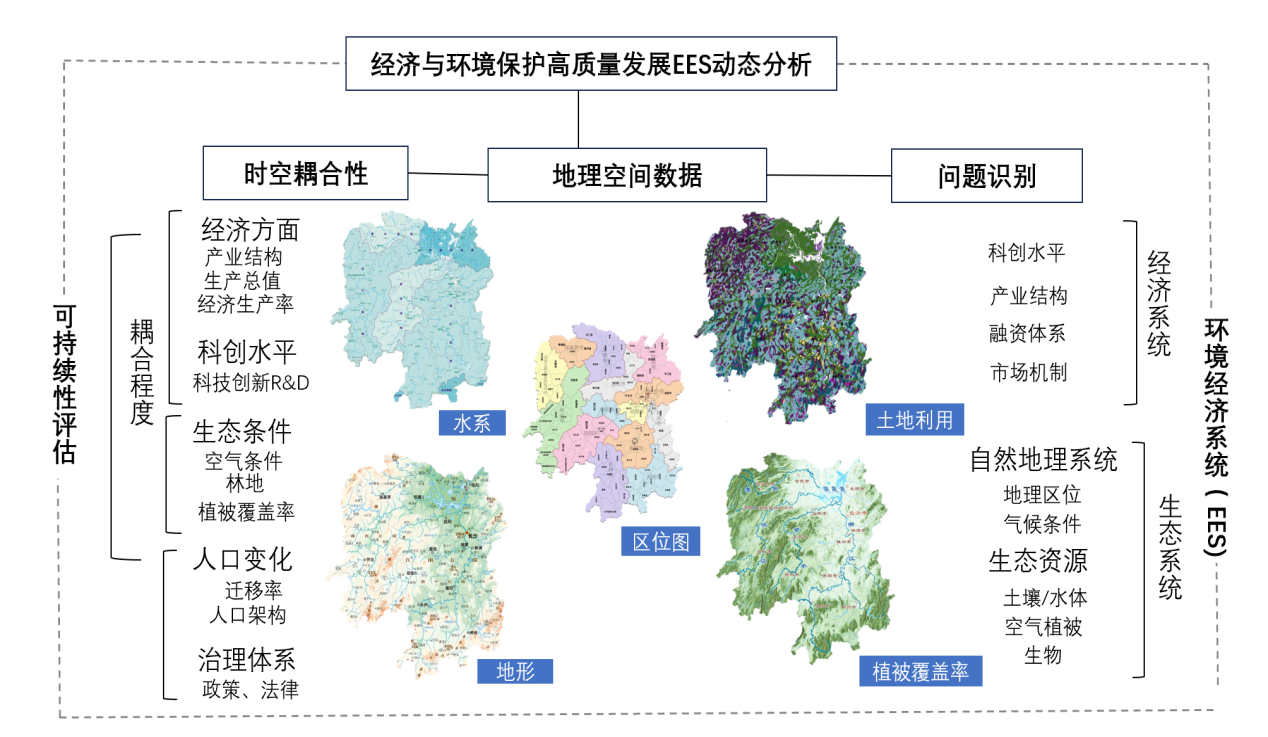 经济与环境保护高质量发展EES动态分析
时空耦合性
地理空间数据
问题识别
可持续性评估
耦合程度
经济方面
产业结构
生产总值
经济生产率
科创水平
科技创新R&D
生态条件
空气条件
林地
植被覆盖率
人口变化
迁移率
人口架构
治理体系
政策、法律
水系
地形
区位图
土地利用
植被覆盖率
科创水平
产业结构
融资体系
市场机制
经济系统
自然地理系统
地理区位
气候条件
生态资源
土壤/水体
空气植被
生物
生态系统
环境经济系统（EES）